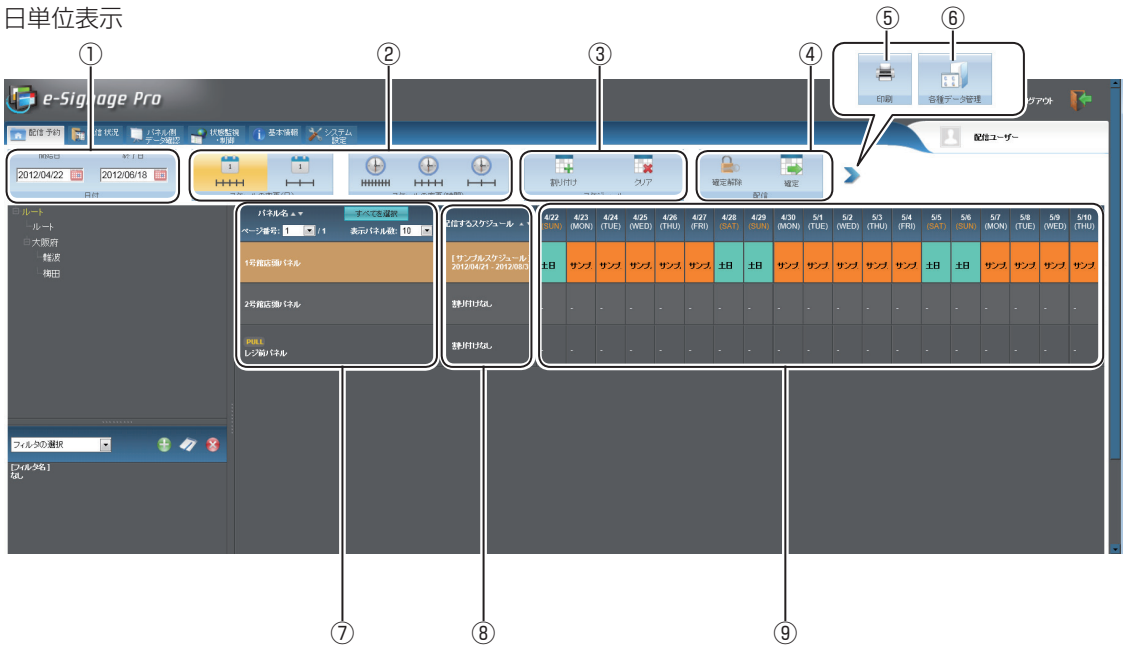 日単位表示
① ② ③ ④ ⑤ ⑥
印刷 各種データ管理
e-Signage Pro
配信 予約 状況 パネル側データ確認 状態監視・制御 基本情報 システム設定
配信ユーザー
開始日 終了日
2012/04/22 2012/06/18
日付
割り付け クリア
確定解除 確定
配信
ルート
ルート
大阪府
難波
梅田
パネル名 ▲▼ すべてを選択
ページ番号: 1 / 1 表示パネル数: 10
配信するスケジュール ▲▼
4/22 (SUN) 4/23 (MON) 4/24 (TUE) 4/25 (WED) 4/26 (THU) 4/27 (FRI) 4/28 (SAT) 4/29 (SUN) 4/30 (MON) 5/1 (TUE) 5/2 (WED) 5/3 (THU) 5/4 (FRI) 5/5 (SAT) 5/6 (SUN) 5/7 (MON) 5/8 (TUE) 5/9 (WED) 5/10 (THU)
1号館店頭パネル
[サンプルスケジュール
2012/04/21 - 2012/08/3
土日 サンプ サンプ サンプ サンプ サンプ 土日 土日 サンプ サンプ サンプ サンプ サンプ 土日 土日 サンプ サンプ サンプ サンプ
2号館店頭パネル 割り付けなし - - - - - - - - - - - - - - - - - - -
PULL
レジ前パネル 割り付けなし - - - - - - - - - - - - - - - - - - -
フィルタの選択
[フィルタ名]
なし
⑦ ⑧ ⑨